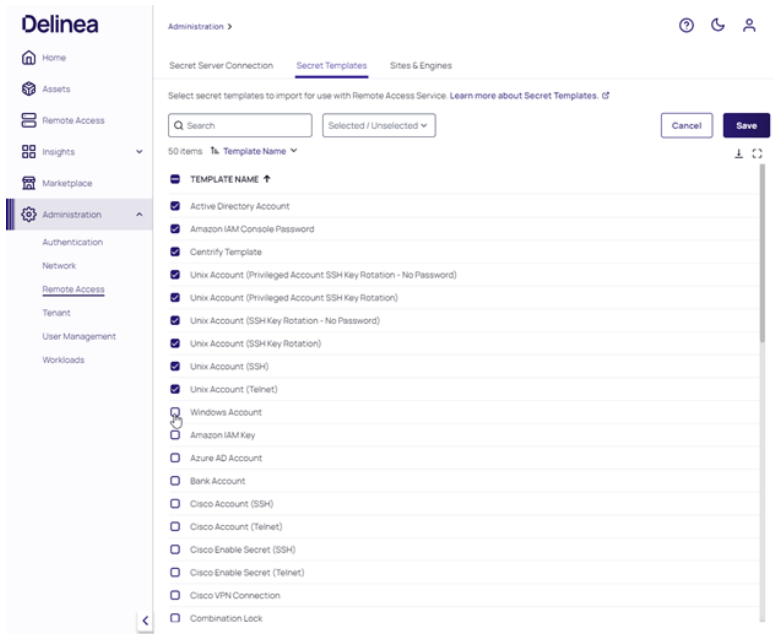 Delinea
Home
Assets
Remote Access
Insights
Marketplace
Administration
Authentication
Network
Remote Access
Tenant
User Management
Workloads
Administration >
Secret Server Connection
Secret Templates
Sites & Engines
Select secret templates to import for use with Remote Access Service. Learn more about Secret Templates.
Search
Selected / Unselected
Cancel
Save
50 items
Template Name
TEMPLATE NAME
Active Directory Account
Amazon IAM Console Password
Centrify Template
Unix Account (Privileged Account SSH Key Rotation - No Password)
Unix Account (Privileged Account SSH Key Rotation)
Unix Account (SSH Key Rotation - No Password)
Unix Account (SSH Key Rotation)
Unix Account (SSH)
Unix Account (Telnet)
Windows Account
Amazon IAM Key
Azure AD Account
Bank Account
Cisco Account (SSH)
Cisco Account (Telnet)
Cisco Enable Secret (SSH)
Cisco Enable Secret (Telnet)
Cisco VPN Connection
Combination Lock